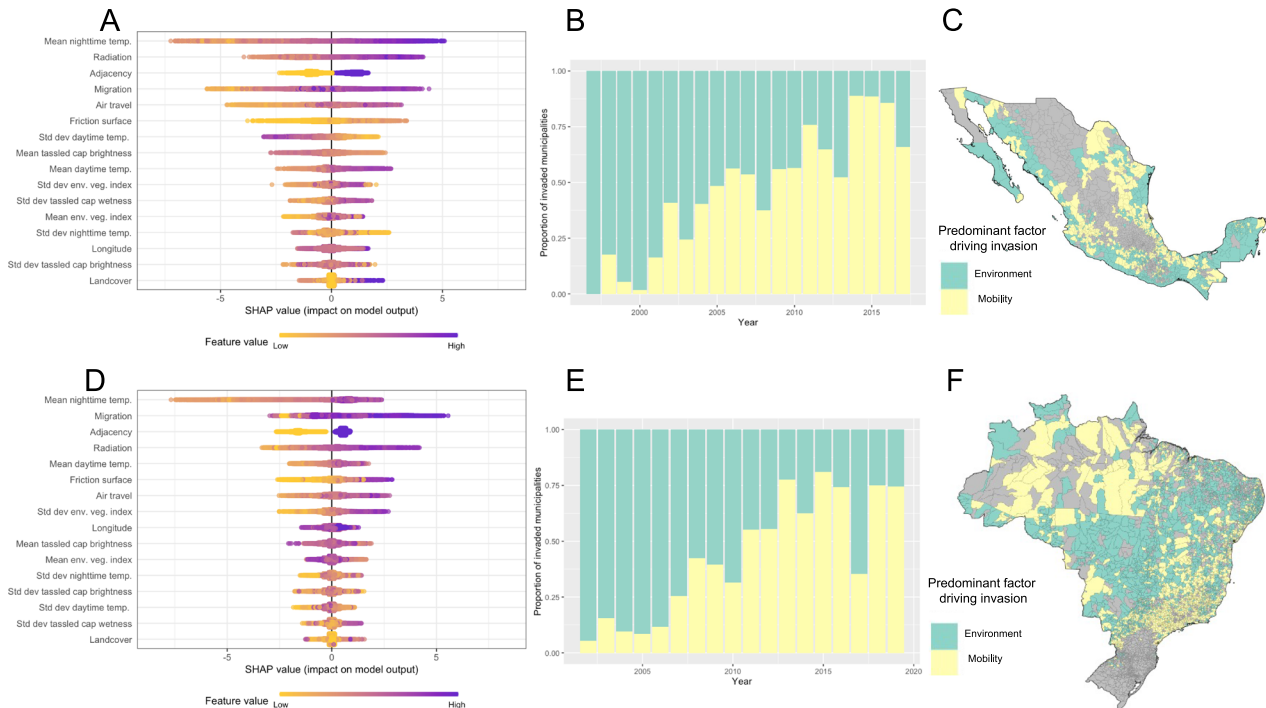 A
Mean nighttime temp.
Radiation
Adjacency
Migration
Air travel
Friction surface
Std dev daytime temp.
Mean tassled cap brightness
Mean daytime temp.
Std dev env. veg. index
Std dev tassled cap wetness
Mean env. veg. index
Std dev nighttime temp.
Longitude
Std dev tassled cap brightness
Landcover
-5 0 5
SHAP value (impact on model output)
Feature value
Low High
B
Proportion of invaded municipalities
1.00
0.75
0.50
0.25
0.00
2000 2005 2010 2015
Year
C
Predominant factor
driving invasion
Environment
Mobility
D
Mean nighttime temp.
Migration
Adjacency
Radiation
Mean daytime temp.
Friction surface
Air travel
Std dev env. veg. index
Longitude
Mean tassled cap brightness
Mean env. veg. index
Std dev nighttime temp.
Std dev tassled cap brightness
Std dev daytime temp.
Std dev tassled cap wetness
Landcover
-5 0 5
SHAP value (impact on model output)
Feature value
Low High
E
Proportion of invaded municipalities
1.00
0.75
0.50
0.25
0.00
2005 2010 2015 2020
Year
F
Predominant factor
driving invasion
Environment
Mobility